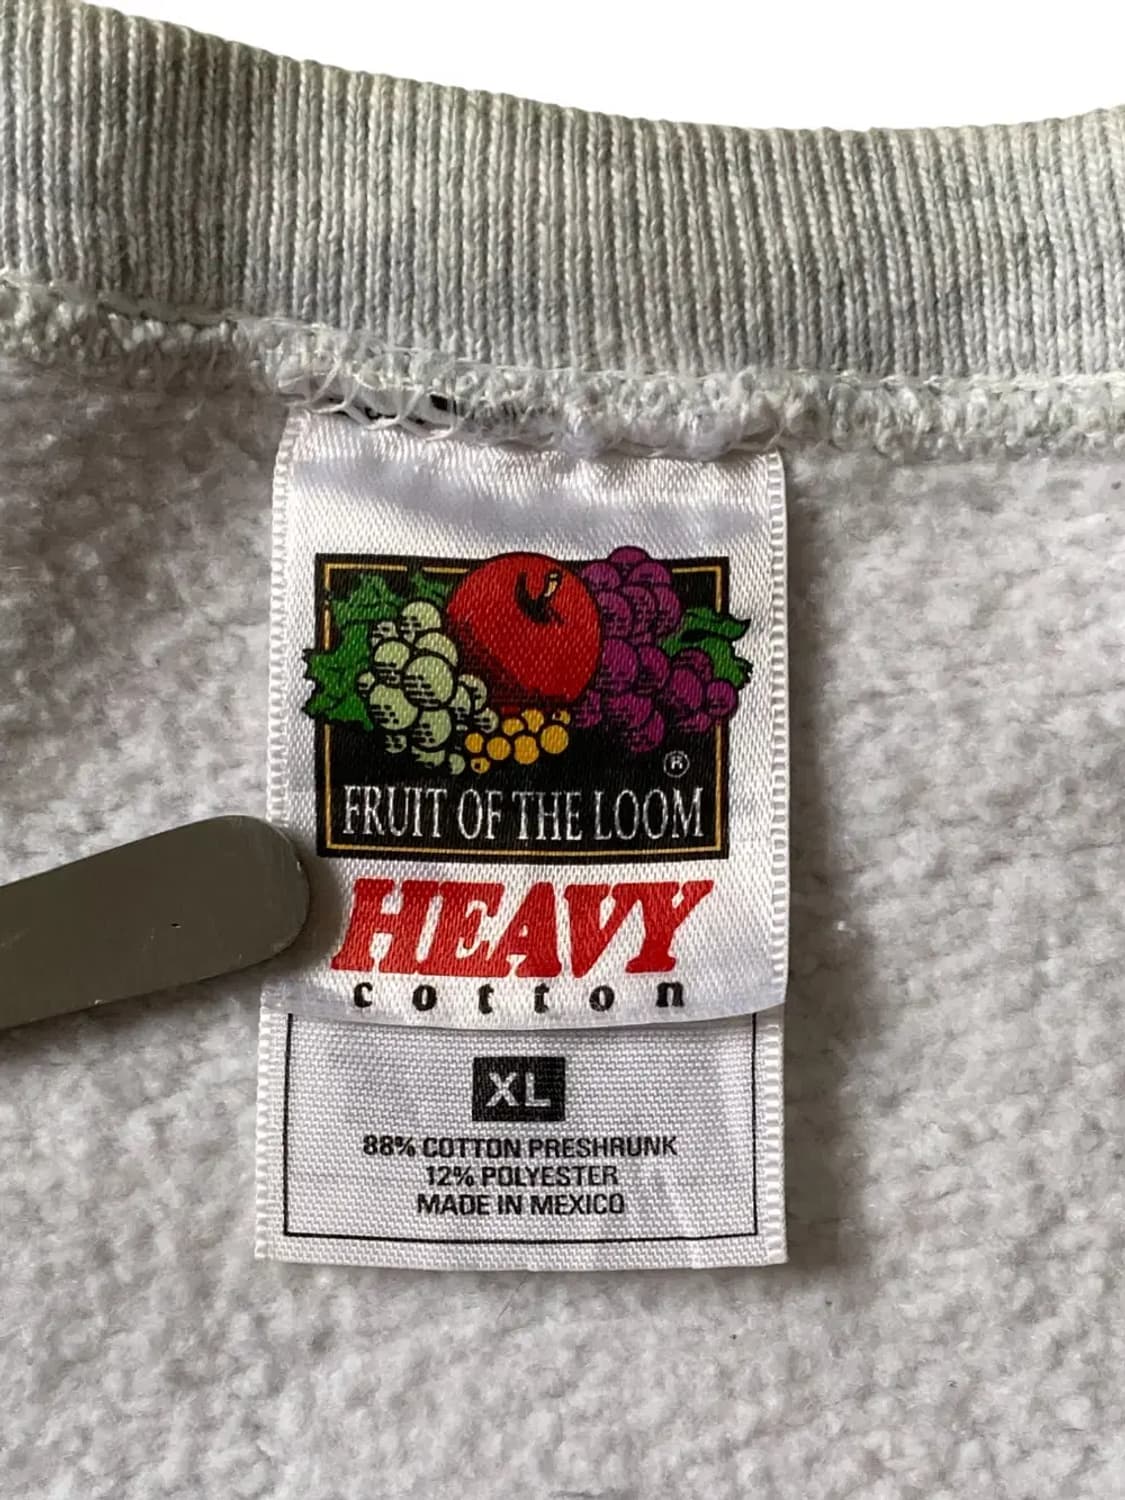 ®
FRUIT OF THE LOOM
HEAVY
cotton
XL
88% COTTON PRESHRUNK
12% POLYESTER
MADE IN MEXICO